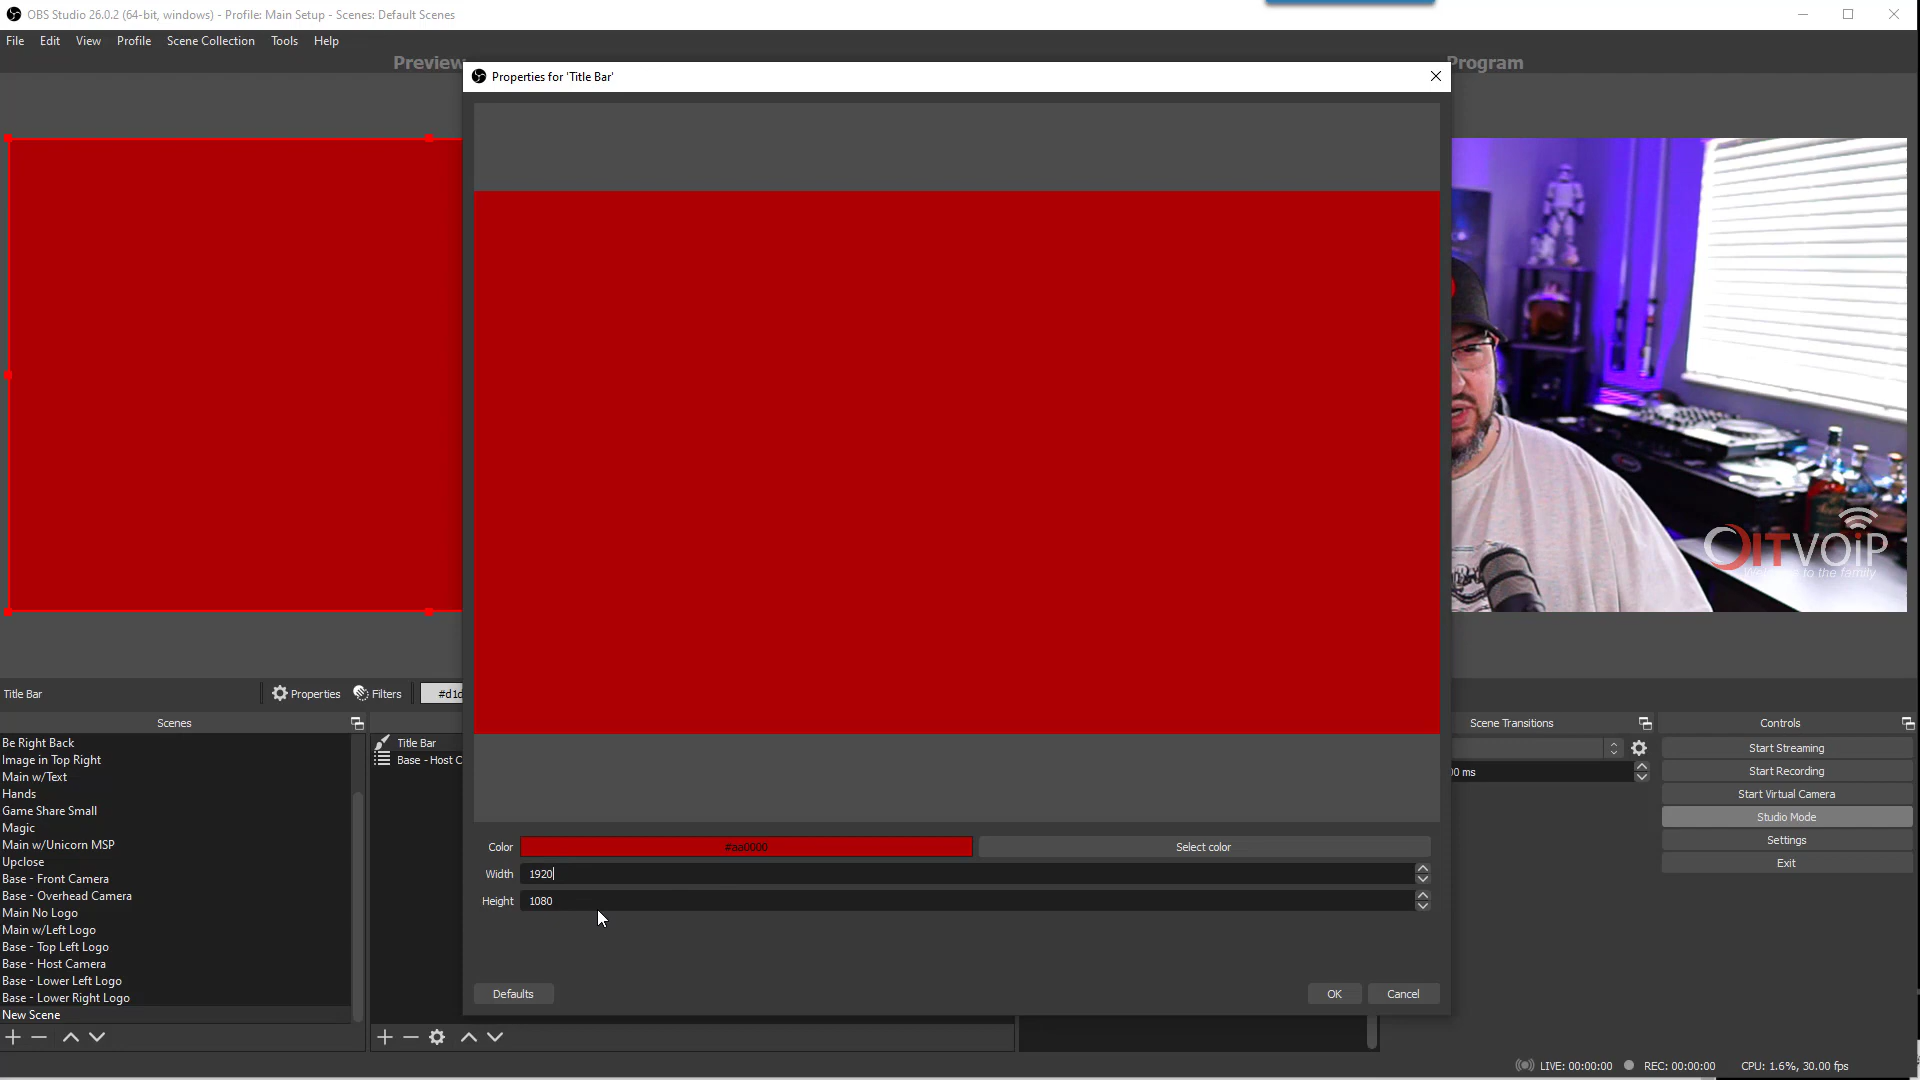 OBS Studio 26.0.2 (64-bit, windows) - Profile: Main Setup - Scenes: Default Scenes
File Edit View Profile Scene Collection Tools Help
Preview
Program
Properties for 'Title Bar'
OITVOiP
Welcome to the family
Title Bar
Properties
Filters
#d1d
Scenes
Be Right Back
Image in Top Right
Main w/Text
Hands
Game Share Small
Magic
Main w/Unicorn MSP
Upclose
Base - Front Camera
Base - Overhead Camera
Main No Logo
Main w/Left Logo
Base - Top Left Logo
Base - Host Camera
Base - Lower Left Logo
Base - Lower Right Logo
New Scene
Title Bar
Base - Host C
Color #aa0000 Select color
Width 1920
Height 1080
Defaults
OK
Cancel
Scene Transitions
00 ms
Controls
Start Streaming
Start Recording
Start Virtual Camera
Studio Mode
Settings
Exit
LIVE: 00:00:00
REC: 00:00:00
CPU: 1.6%, 30.00 fps